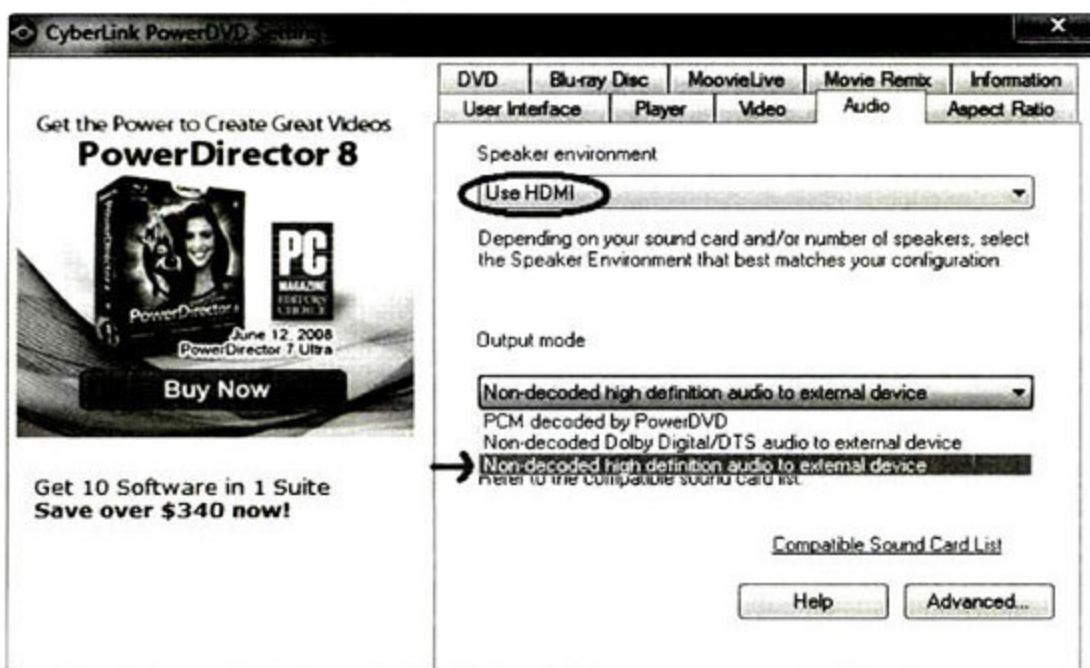 CyberLink PowerDVD Settings
DVD
Blu-ray Disc
MoovieLive
Movie Remix
Information
User Interface
Player
Video
Audio
Aspect Ratio
Get the Power to Create Great Videos
PowerDirector 8
PC
MAGAZINE
EDITORS'
CHOICE
PowerDirector
June 12, 2008
PowerDirector 7 Ultra
Buy Now
Get 10 Software in 1 Suite
Save over $340 now!
Speaker environment
Use HDMI
Depending on your sound card and/or number of speakers, select
the Speaker Environment that best matches your configuration
Output mode
Non-decoded high definition audio to external device
PCM decoded by PowerDVD
Non-decoded Dolby Digital/DTS audio to external device
Non-decoded high definition audio to external device
Refer to the compatible sound card list.
Compatible Sound Card List
Help
Advanced...